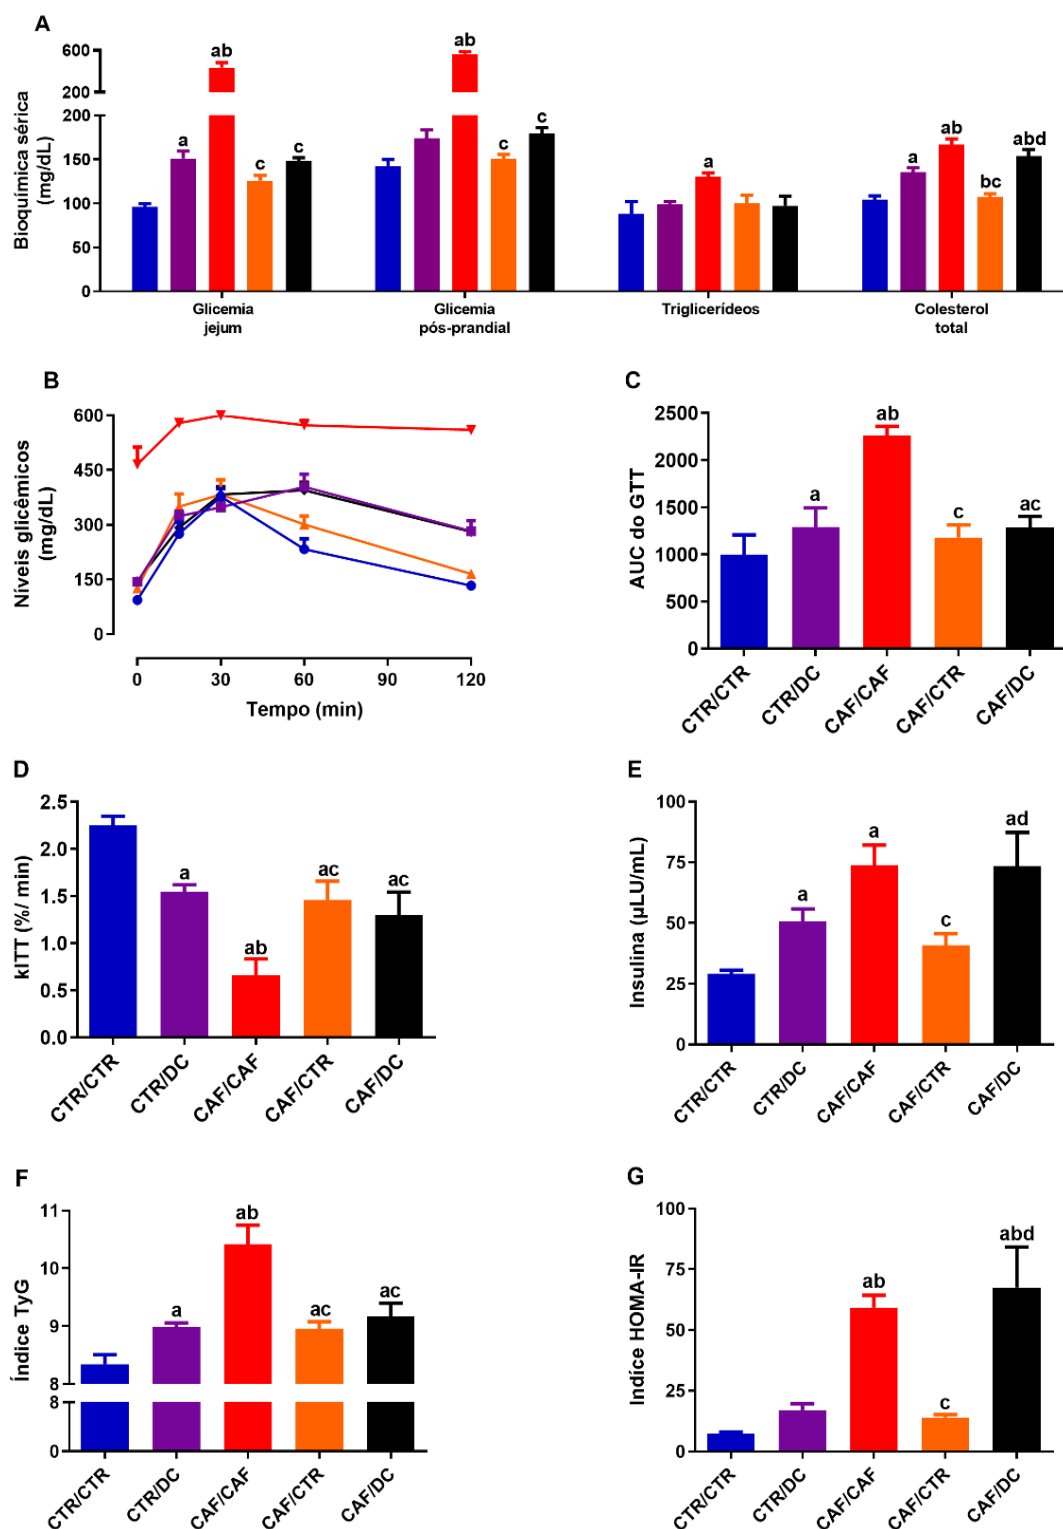 A
Bioquímica sérica
(mg/dL)
600
200
200
150
100
50
0
ab
a
c
c
ab
c
c
a
ab
a
bc
abd
Glicemia
jejum
Glicemia
pós-prandial
Triglicerídeos
Colesterol
total
B
Níveis glicêmicos
(mg/dL)
600
450
300
150
0
0 30 60 90 120
Tempo (min)
C
AUC do GTT
2500
2000
1500
1000
500
0
a
ab
c
ac
CTR/CTR
CTR/DC
CAF/CAF
CAF/CTR
CAF/DC
D
kITT (%/ min)
2.5
2.0
1.5
1.0
0.5
0.0
a
ab
ac
ac
CTR/CTR
CTR/DC
CAF/CAF
CAF/CTR
CAF/DC
E
Insulina (µLU/mL)
100
75
50
25
0
a
a
c
ad
CTR/CTR
CTR/DC
CAF/CAF
CAF/CTR
CAF/DC
F
Índice TyG
11
10
9
8
8
0
a
ab
ac
ac
CTR/CTR
CTR/DC
CAF/CAF
CAF/CTR
CAF/DC
G
Indíce HOMA-IR
100
75
50
25
0
ab
c
abd
CTR/CTR
CTR/DC
CAF/CAF
CAF/CTR
CAF/DC